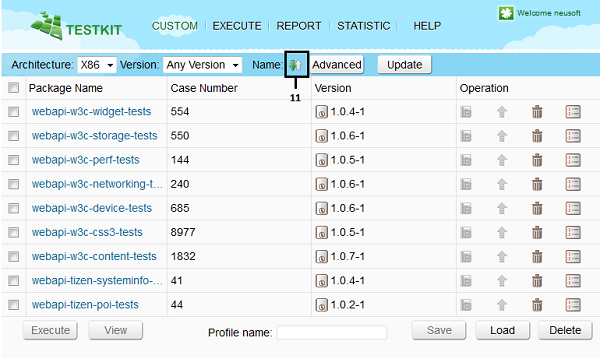 TESTKIT
CUSTOM EXECUTE REPORT STATISTIC HELP
Welcome neusoft
Architecture: X86 Version: Any Version Name: Advanced Update
11
Package Name Case Number Version Operation
webapi-w3c-widget-tests 554 1.0.4-1
webapi-w3c-storage-tests 550 1.0.6-1
webapi-w3c-perf-tests 144 1.0.5-1
webapi-w3c-networking-t... 240 1.0.6-1
webapi-w3c-device-tests 685 1.0.6-1
webapi-w3c-css3-tests 8977 1.0.5-1
webapi-w3c-content-tests 1832 1.0.7-1
webapi-tizen-systeminfo-... 41 1.0.4-1
webapi-tizen-poi-tests 44 1.0.2-1
Execute View Profile name: Save Load Delete